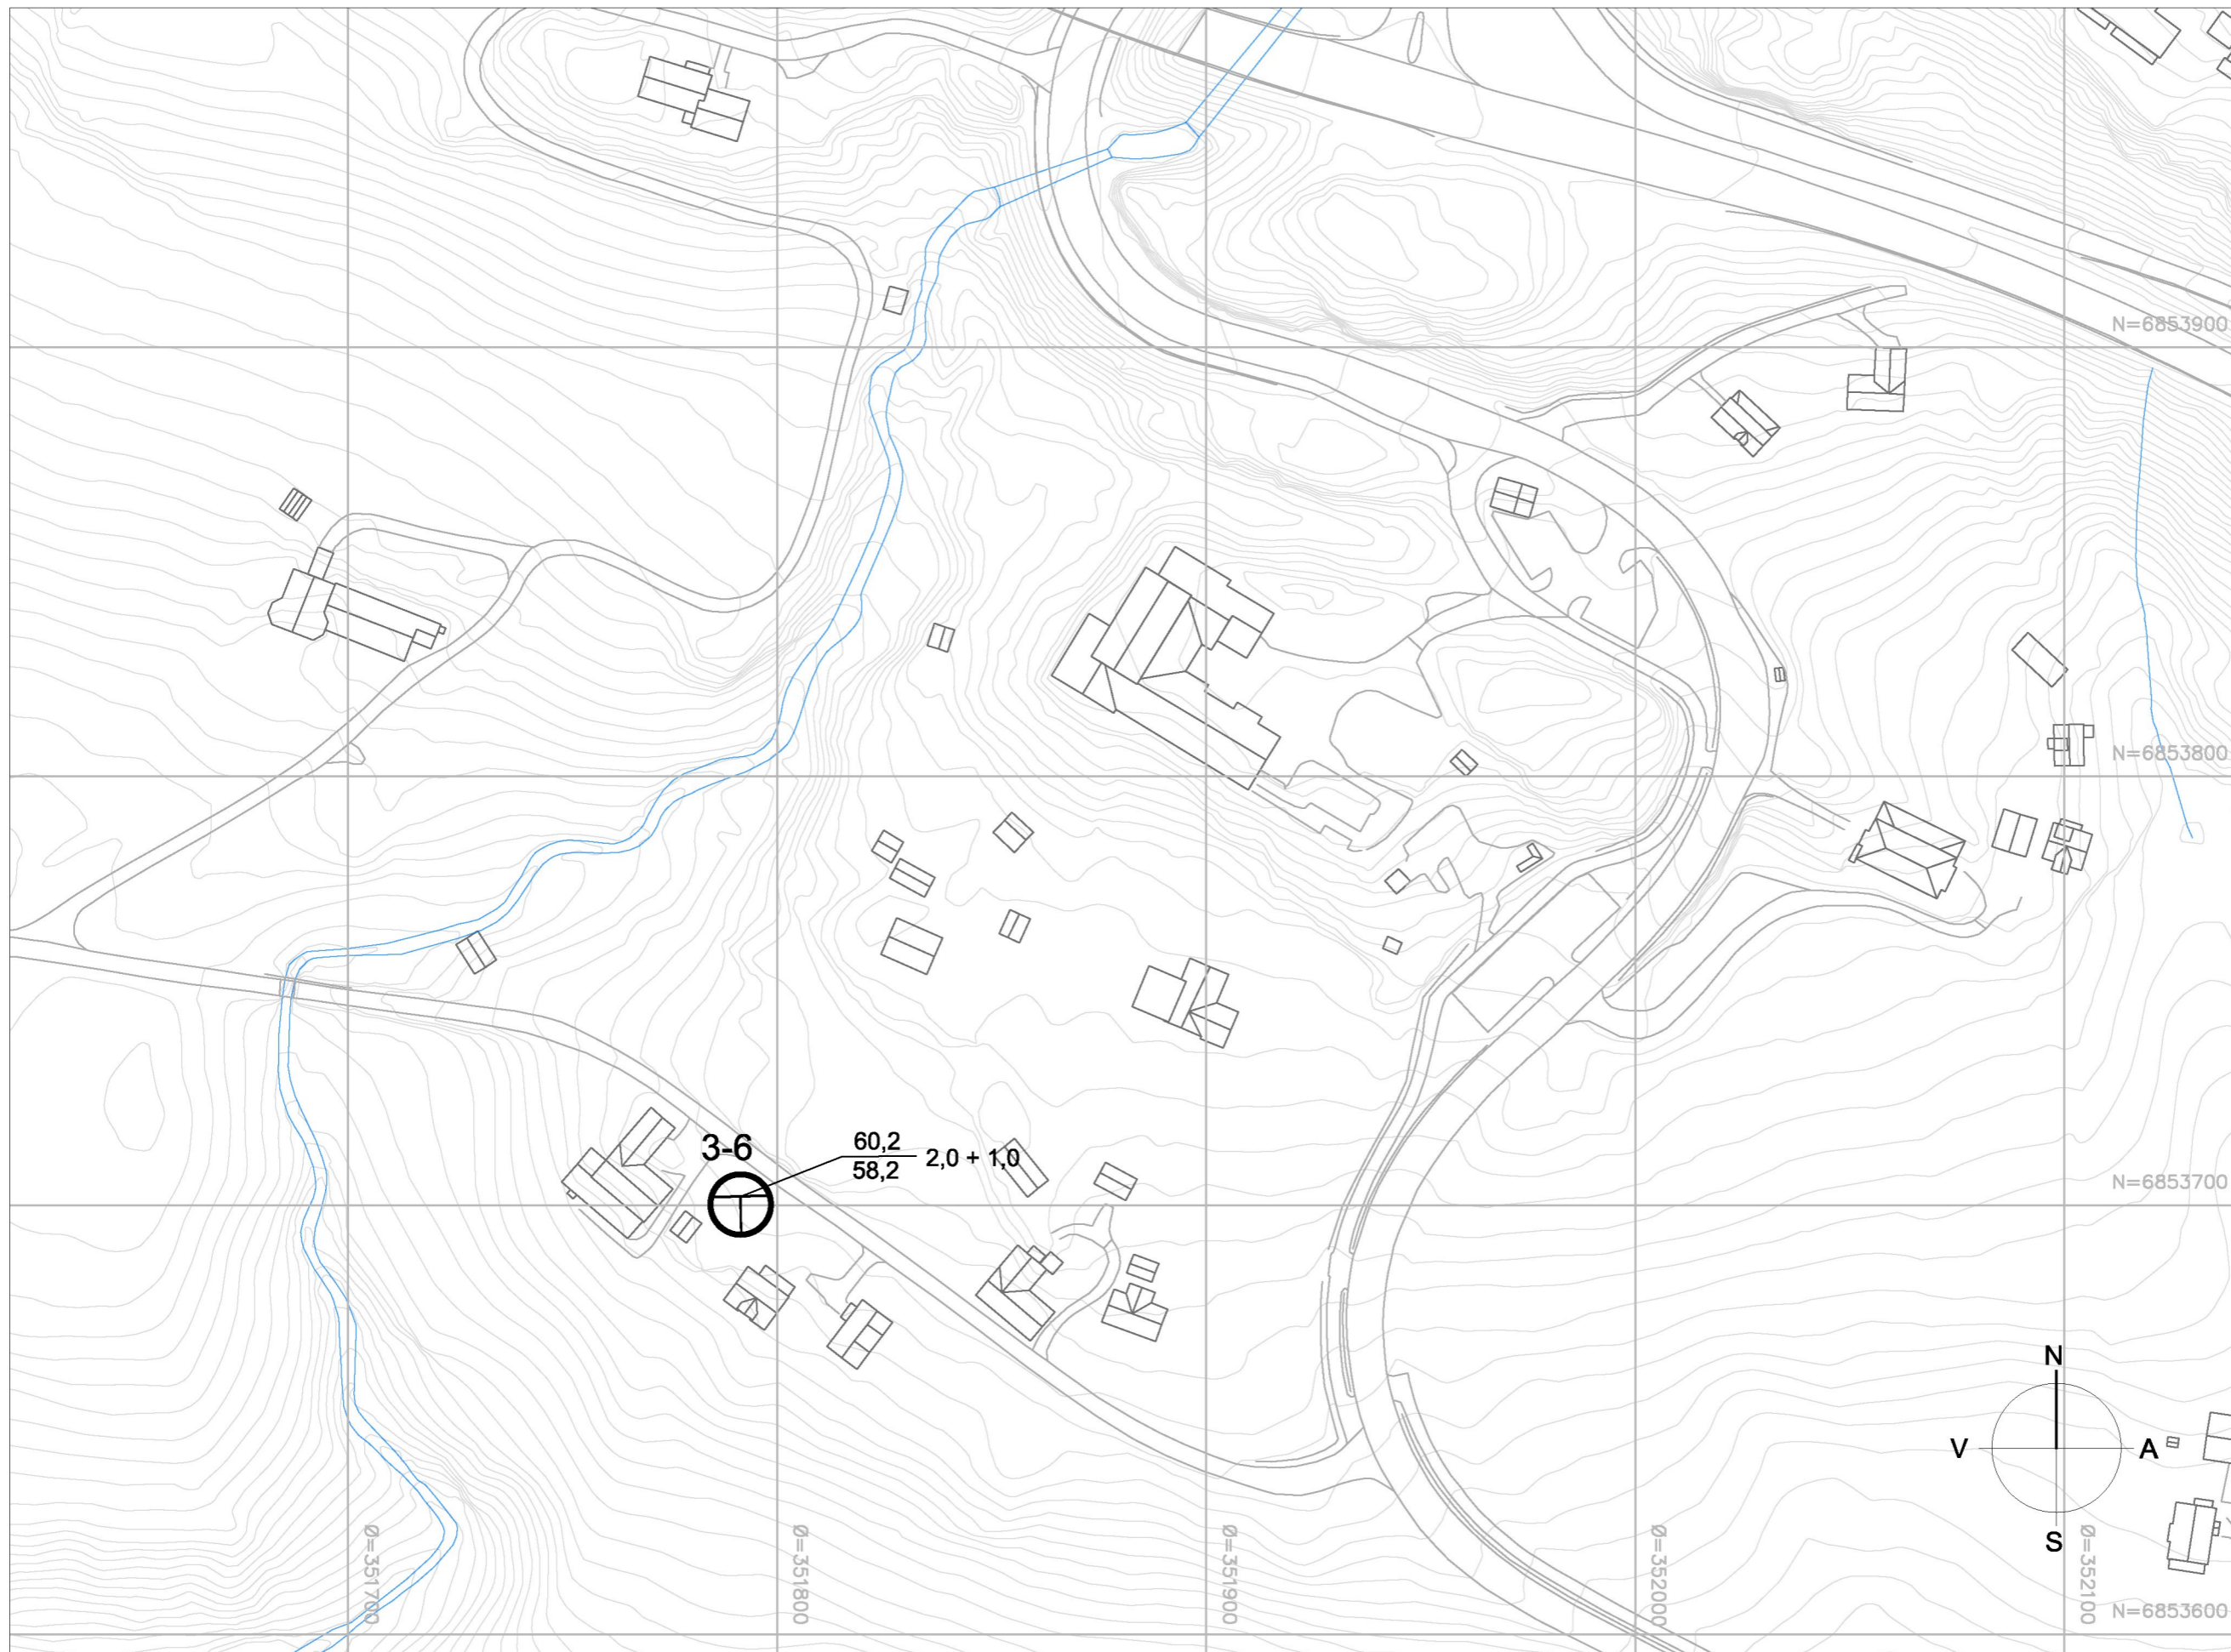 N=6853900
N=6853800
3-6
60,2
58,2
2,0 + 1,0
N=6853700
N
V
A
S
Ø=351700
Ø=351800
Ø=351900
Ø=352000
Ø=352100
N=6853600